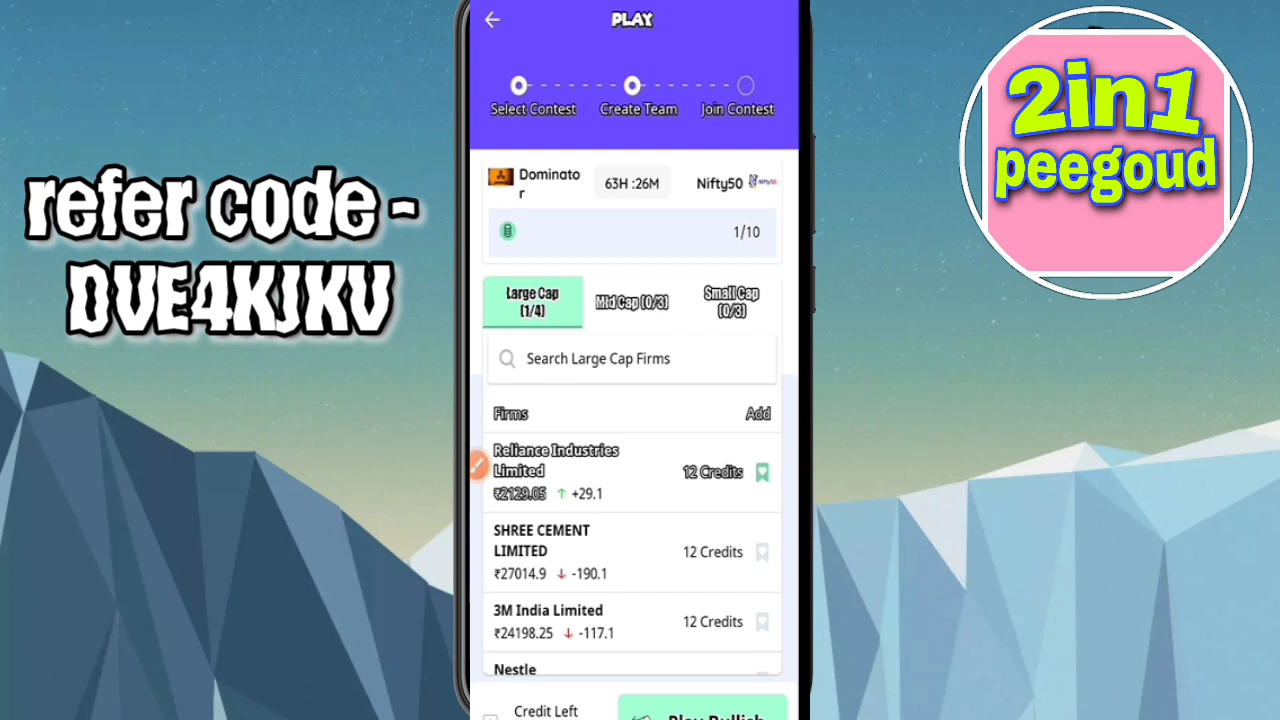 refer code -
DVE4KJKV
PLAY
Select Contest
Create Team
Join Contest
Dominato
r
63H :26M
Nifty50
1/10
Large Cap
(1/4)
Mid Cap (0/3)
Small Cap
(0/3)
Search Large Cap Firms
Firms
Add
Reliance Industries
Limited
12 Credits
₹2129.05 ↑ +29.1
SHREE CEMENT
LIMITED
12 Credits
₹27014.9 ↓ -190.1
3M India Limited
12 Credits
₹24198.25 ↓ -117.1
Nestle
Credit Left
Play Bullish
2in1
peegoud